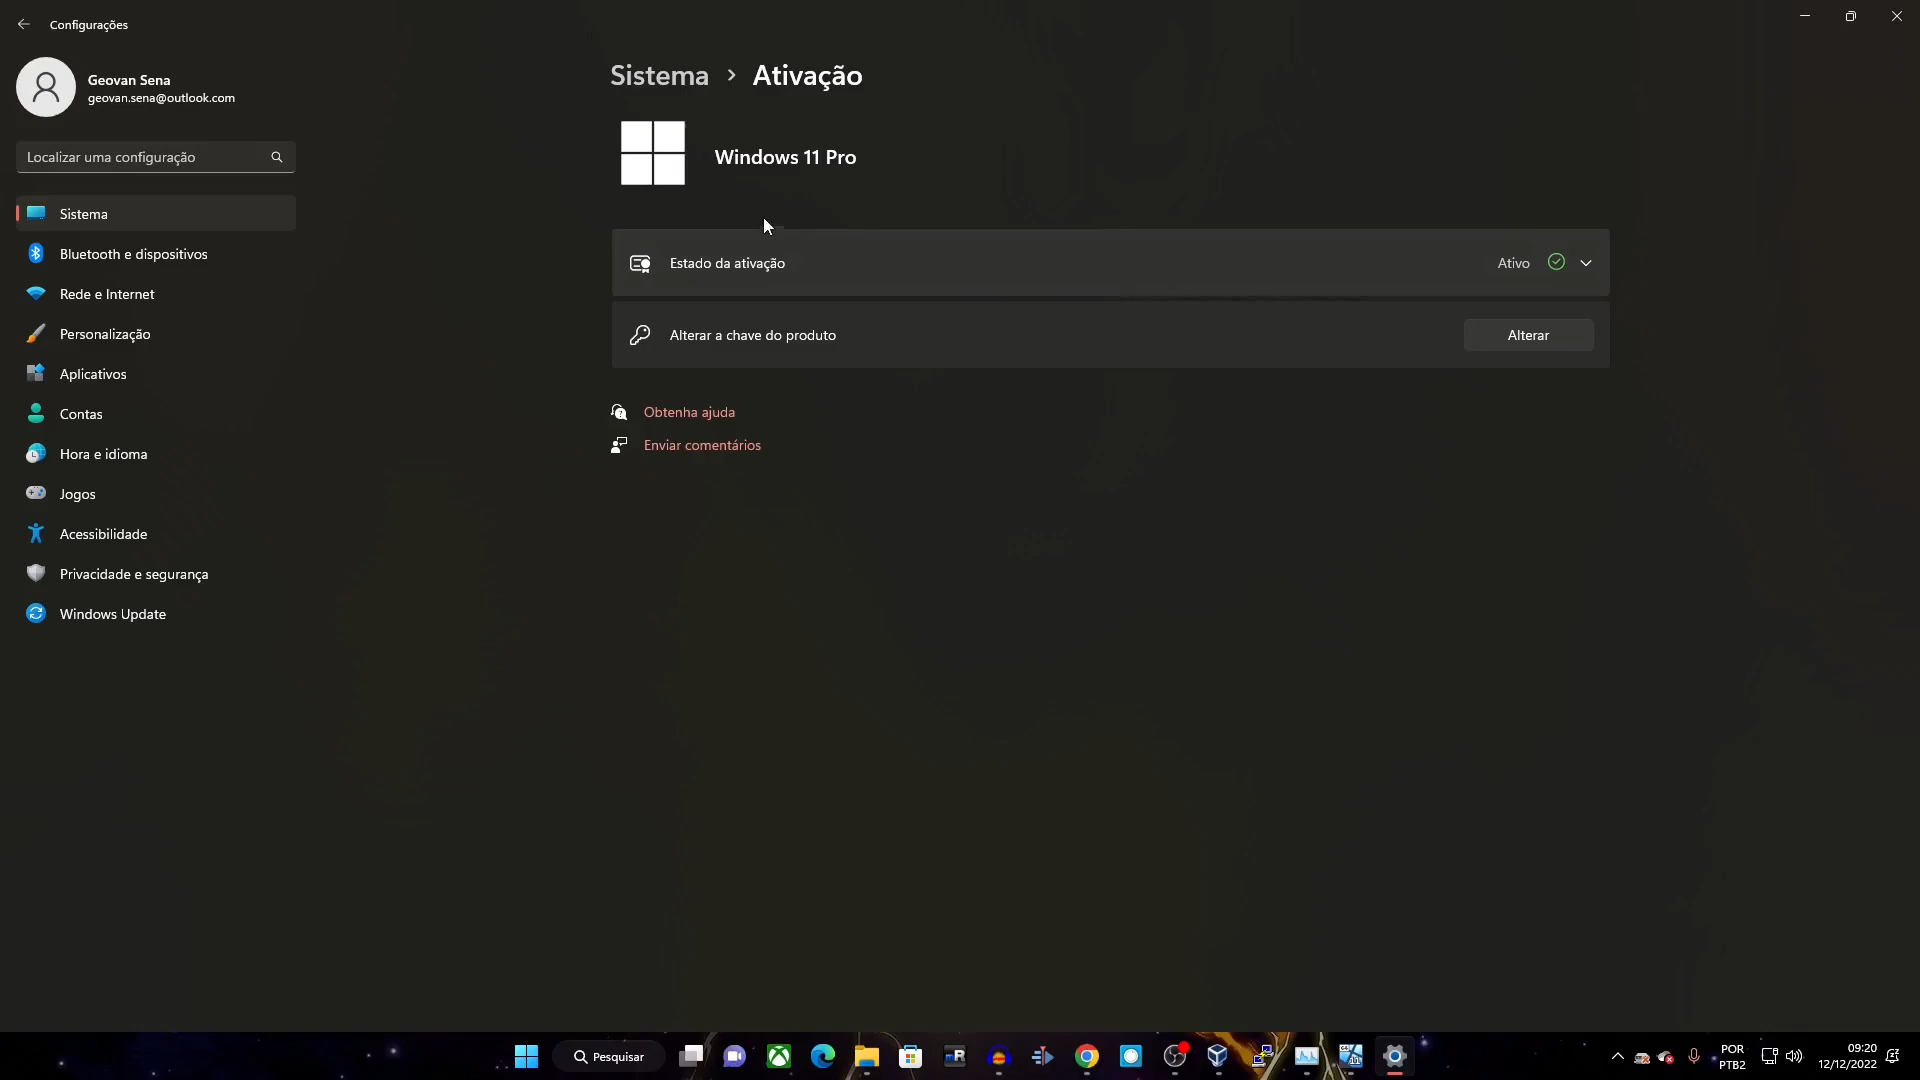 Configurações
Geovan Sena
geovan.sena@outlook.com
Localizar uma configuração
Sistema
Bluetooth e dispositivos
Rede e Internet
Personalização
Aplicativos
Contas
Hora e idioma
Jogos
Acessibilidade
Privacidade e segurança
Windows Update
Sistema > Ativação
Windows 11 Pro
Estado da ativação
Ativo
Alterar a chave do produto
Alterar
Obtenha ajuda
Enviar comentários
Pesquisar
mR
POR
PTB2
09:20
12/12/2022